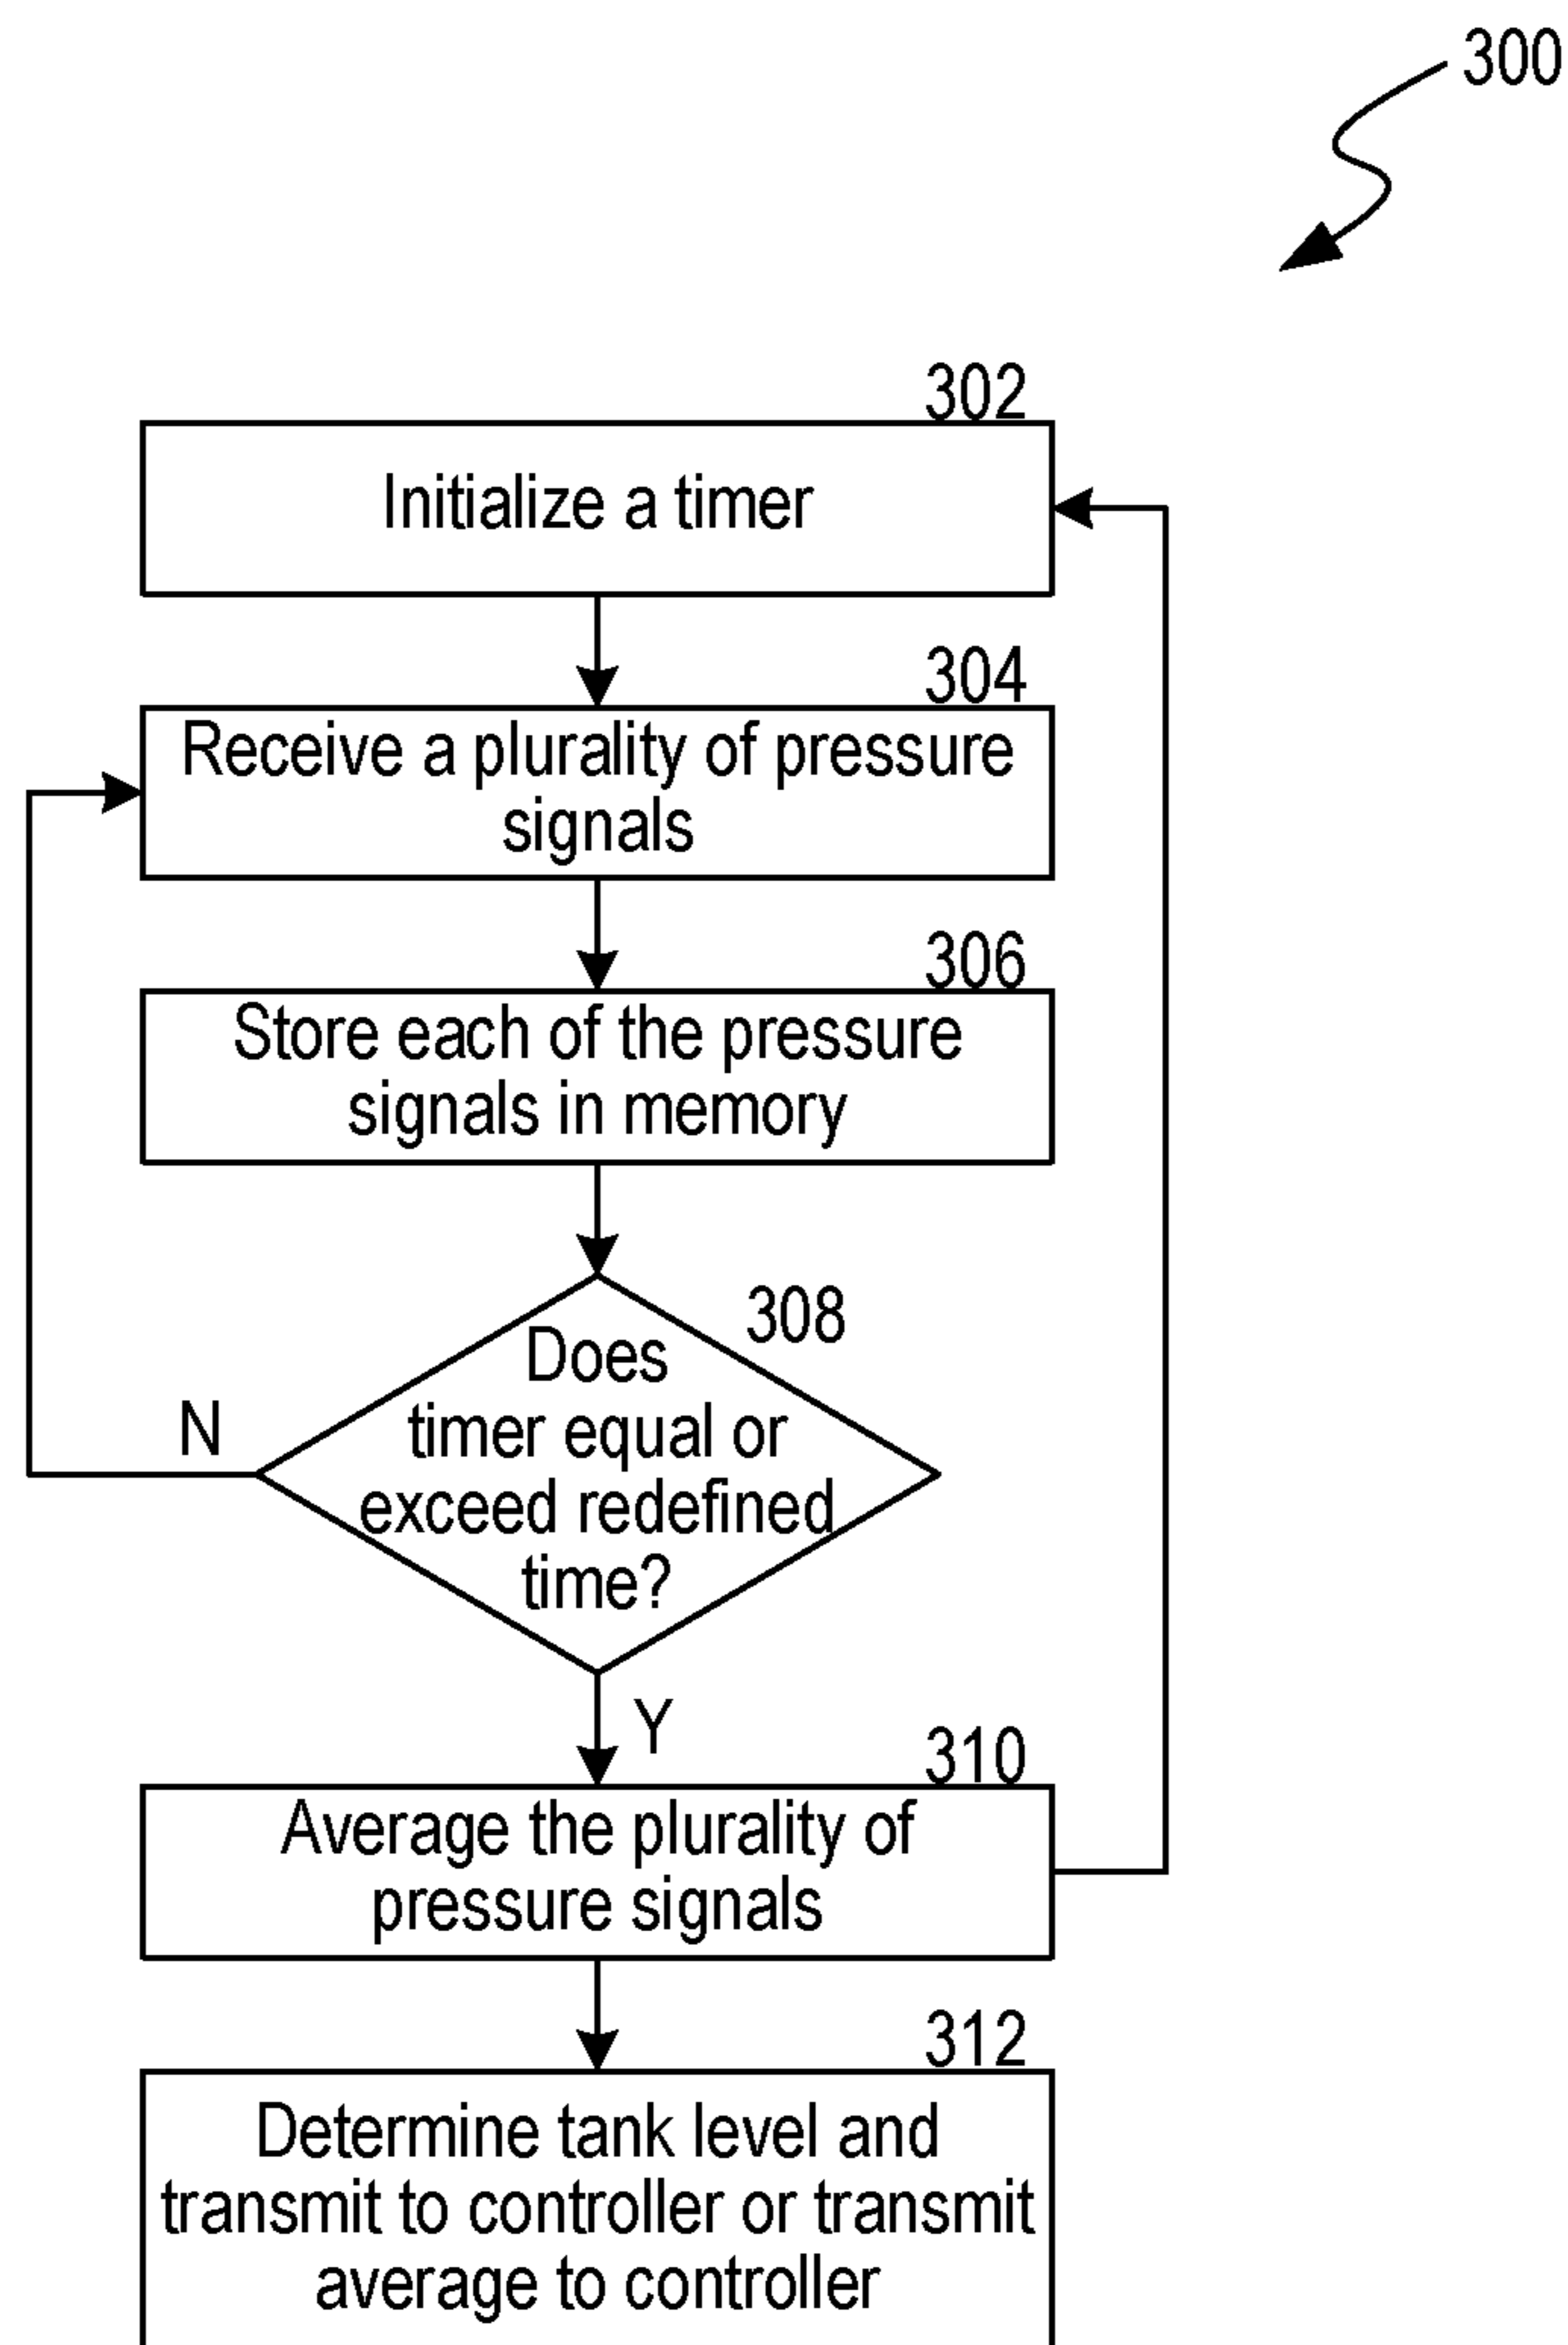 300
302
Initialize a timer
304
Receive a plurality of pressure
signals
306
Store each of the pressure
signals in memory
308
Does
timer equal or
exceed redefined
time?
N
Y
310
Average the plurality of
pressure signals
312
Determine tank level and
transmit to controller or transmit
average to controller